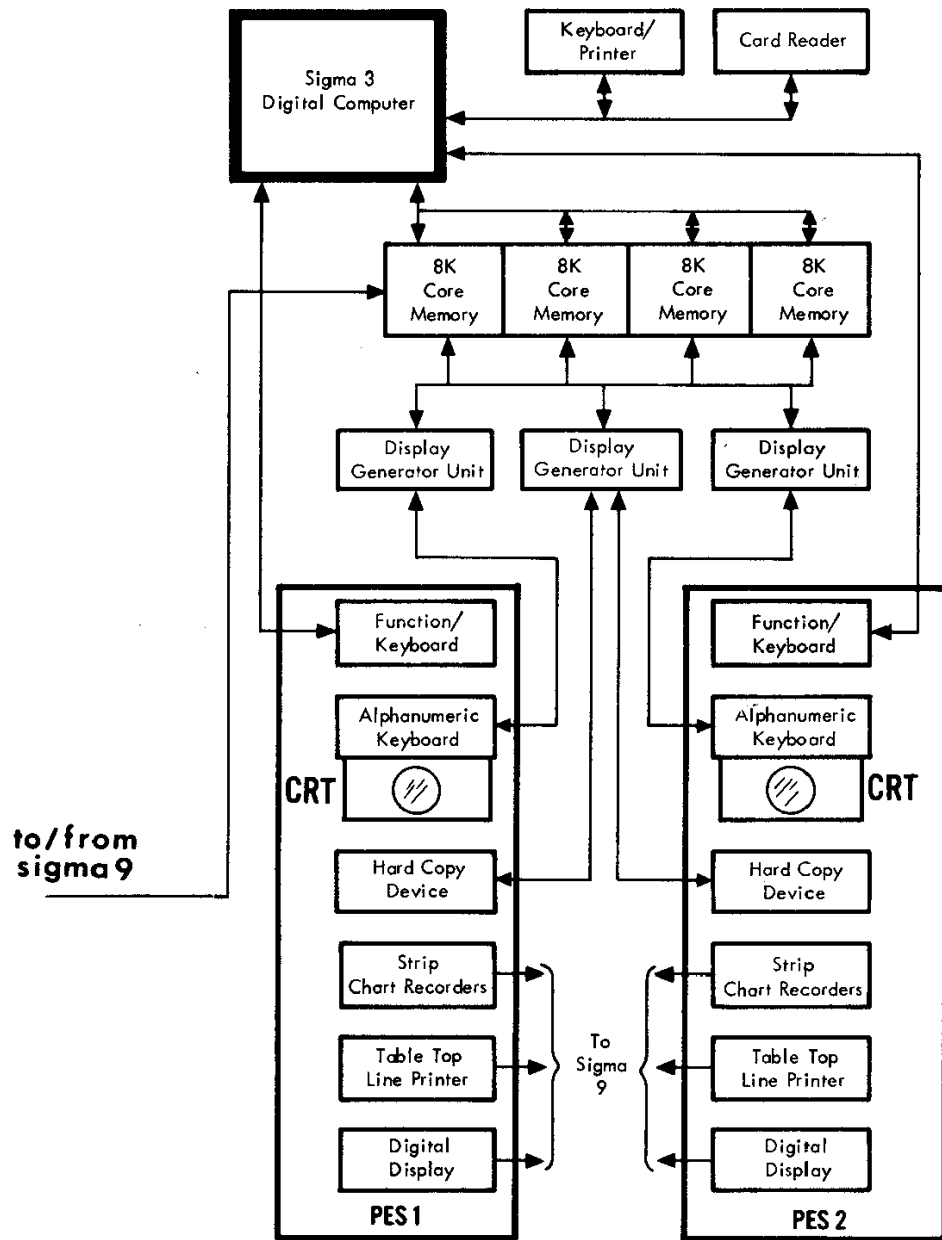 Keyboard/
Printer
Card Reader
Sigma 3
Digital Computer
8K
Core
Memory
8K
Core
Memory
8K
Core
Memory
8K
Core
Memory
Display
Generator Unit
Display
Generator Unit
Display
Generator Unit
Function/
Keyboard
Alphanumeric
Keyboard
CRT
Hard Copy
Device
Strip
Chart Recorders
Table Top
Line Printer
Digital
Display
PES 1
to/from
sigma 9
To
Sigma
9
Function/
Keyboard
Alphanumeric
Keyboard
CRT
Hard Copy
Device
Strip
Chart Recorders
Table Top
Line Printer
Digital
Display
PES 2